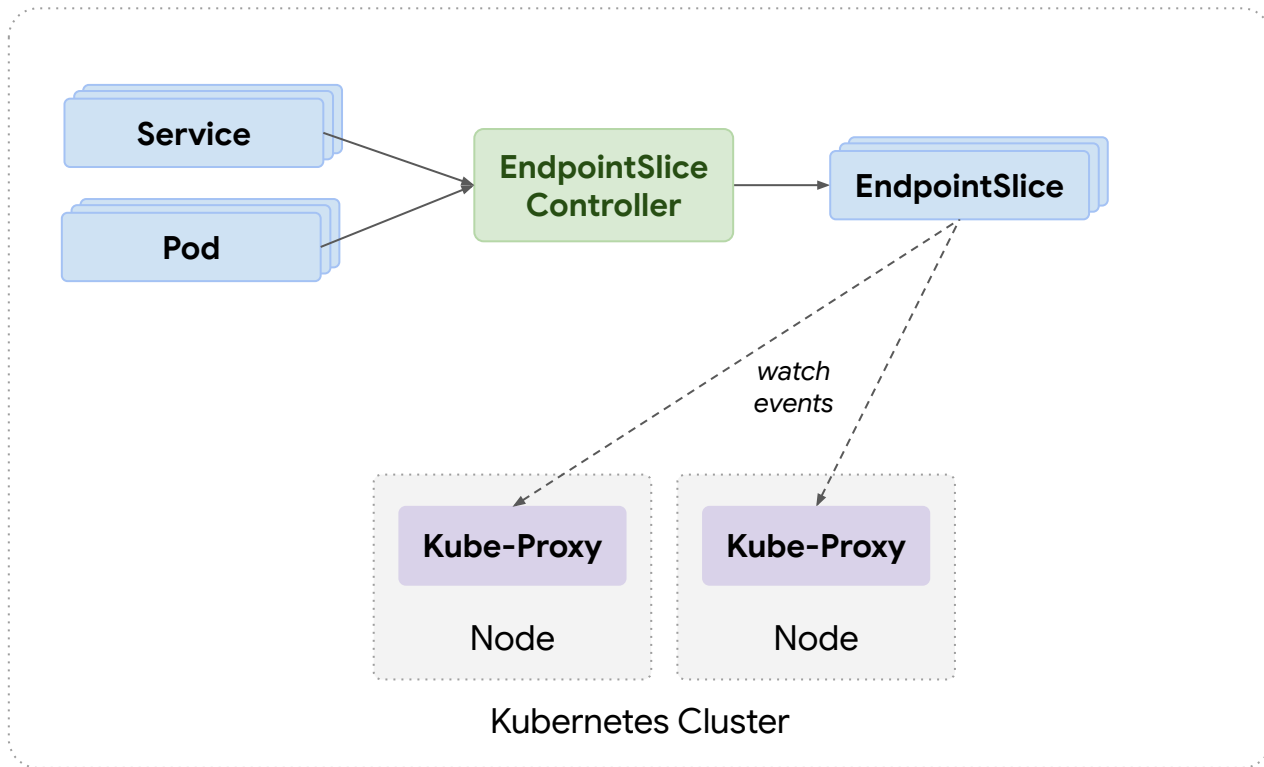 Service
EndpointSlice
Controller
EndpointSlice
Pod
watch
events
Kube-Proxy
Kube-Proxy
Node
Node
Kubernetes Cluster